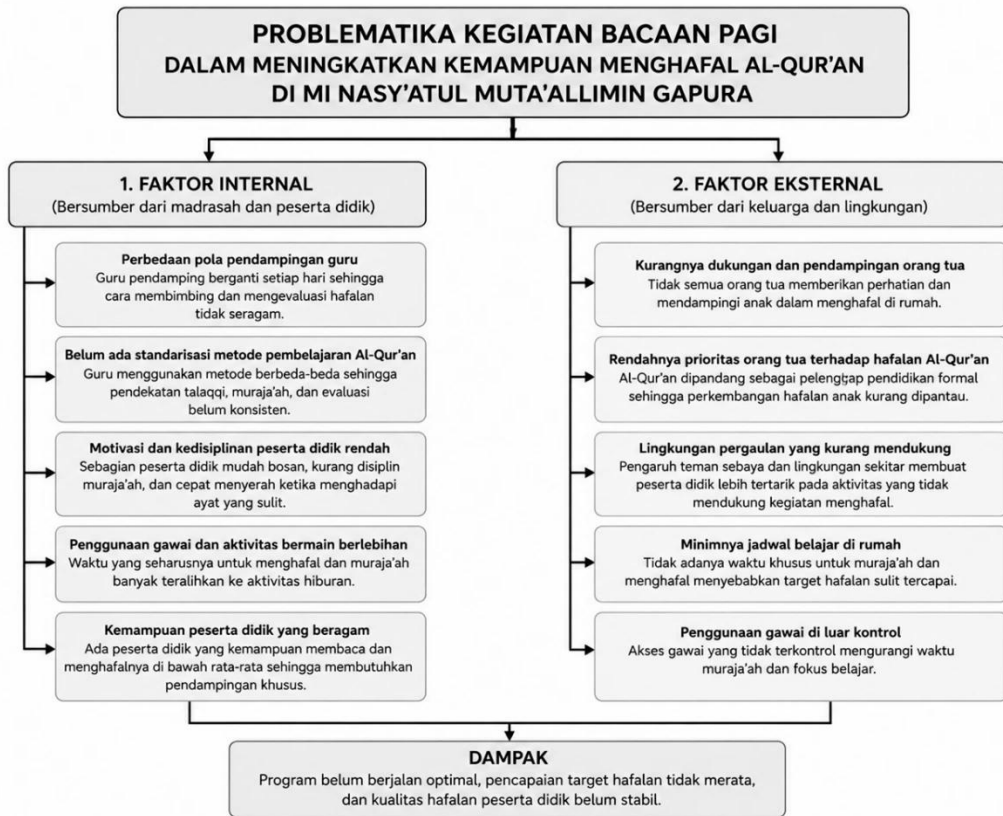 PROBLEMATIKA KEGIATAN BACAAN PAGI
DALAM MENINGKATKAN KEMAMPUAN MENGHAFAL AL-QUR'AN
DI MI NASY'ATUL MUTA'ALLIMIN GAPURA
1. FAKTOR INTERNAL
(Bersumber dari madrasah dan peserta didik)
Perbedaan pola pendampingan guru
Guru pendamping berganti setiap hari sehingga
cara membimbing dan mengevaluasi hafalan
tidak seragam.
Belum ada standarisasi metode pembelajaran Al-Qur'an
Guru menggunakan metode berbeda-beda sehingga
pendekatan talaqqi, muraja'ah, dan evaluasi
belum konsisten.
Motivasi dan kedisiplinan peserta didik rendah
Sebagian peserta didik mudah bosan, kurang disiplin
muraja'ah, dan cepat menyerah ketika menghadapi
ayat yang sulit.
Penggunaan gawai dan aktivitas bermain berlebihan
Waktu yang seharusnya untuk menghafal dan muraja'ah
banyak teralihkan ke aktivitas hiburan.
Kemampuan peserta didik yang beragam
Ada peserta didik yang kemampuan membaca dan
menghafalnya di bawah rata-rata sehingga membutuhkan
pendampingan khusus.
2. FAKTOR EKSTERNAL
(Bersumber dari keluarga dan lingkungan)
Kurangnya dukungan dan pendampingan orang tua
Tidak semua orang tua memberikan perhatian dan
mendampingi anak dalam menghafal di rumah.
Rendahnya prioritas orang tua terhadap hafalan Al-Qur'an
Al-Qur'an dipandang sebagai pelengkap pendidikan formal
sehingga perkembangan hafalan anak kurang dipantau.
Lingkungan pergaulan yang kurang mendukung
Pengaruh teman sebaya dan lingkungan sekitar membuat
peserta didik lebih tertarik pada aktivitas yang tidak
mendukung kegiatan menghafal.
Minimnya jadwal belajar di rumah
Tidak adanya waktu khusus untuk muraja'ah dan
menghafal menyebabkan target hafalan sulit tercapai.
Penggunaan gawai di luar kontrol
Akses gawai yang tidak terkontrol mengurangi waktu
muraja'ah dan fokus belajar.
DAMPAK
Program belum berjalan optimal, pencapaian target hafalan tidak merata,
dan kualitas hafalan peserta didik belum stabil.